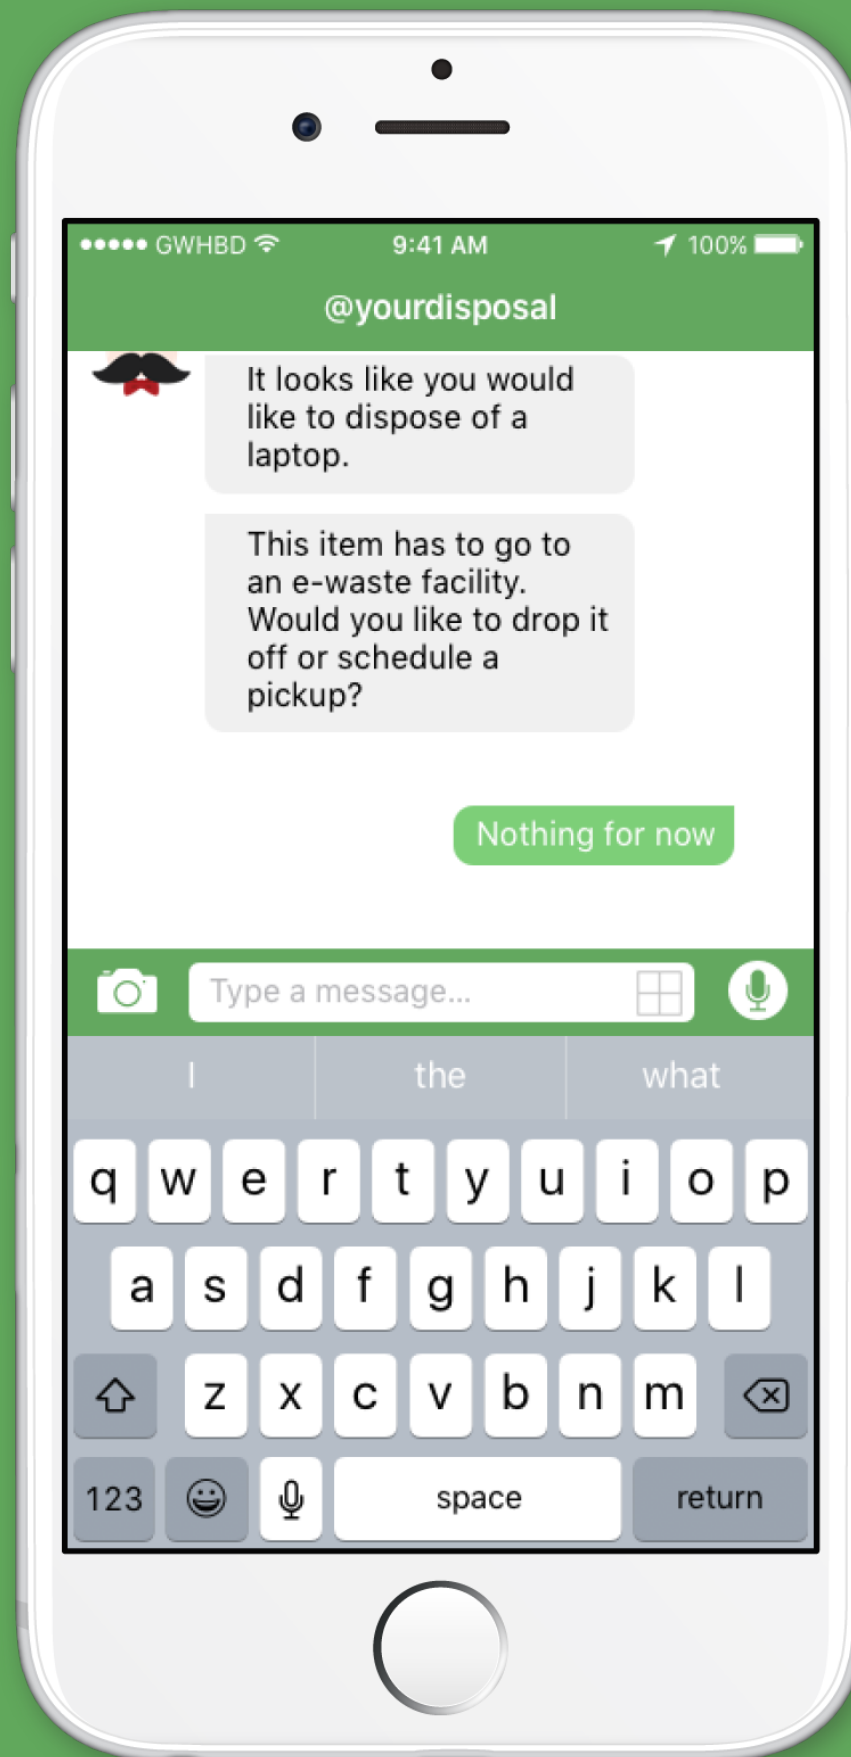 GWHBD 9:41 AM 100%
@yourdisposal
It looks like you would
like to dispose of a
laptop.
This item has to go to
an e-waste facility.
Would you like to drop it
off or schedule a
pickup?
Nothing for now
Type a message...
I the what
q w e r t y u i o p
a s d f g h j k l
z x c v b n m
123 space return